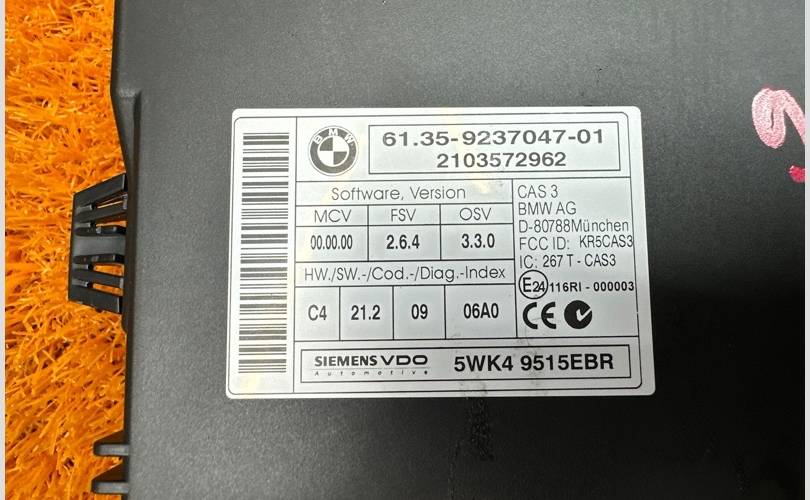 BMW
61.35-9237047-01
2103572962
Software, Version
MCV FSV OSV
00.00.00 2.6.4 3.3.0
HW./SW.-/Cod.-/Diag.-Index
C4 21.2 09 06A0
CAS 3
BMW AG
D-80788München
FCC ID: KR5CAS3
IC: 267 T - CAS3
E24 116RI - 000003
CE
SIEMENS VDO
Automotive
5WK4 9515EBR